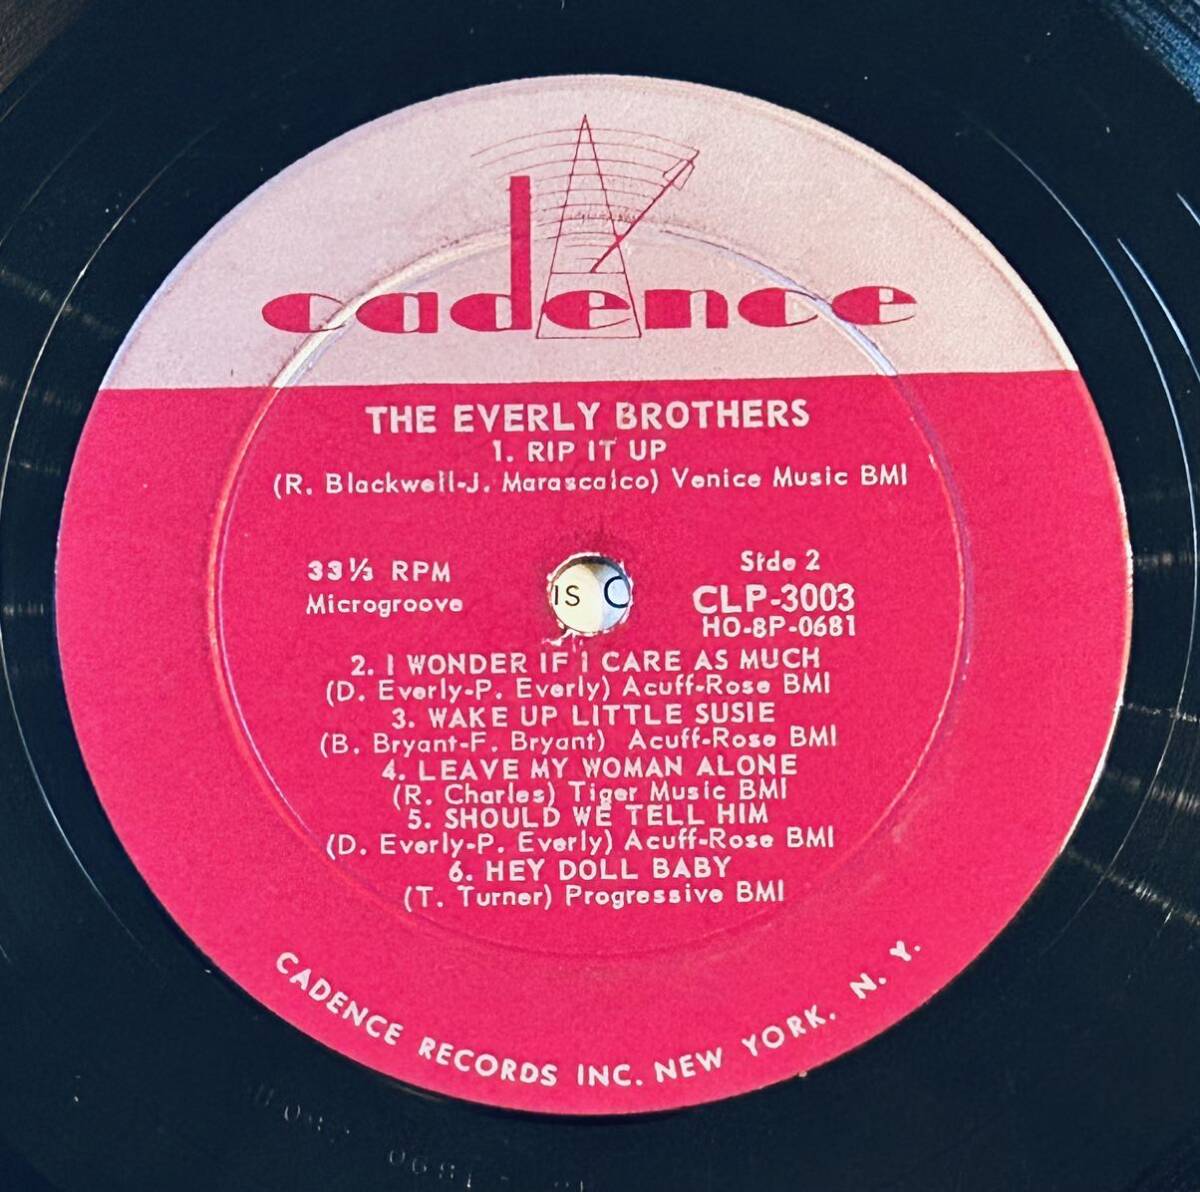 cadence
THE EVERLY BROTHERS
1. RIP IT UP
(R. Blackwell-J. Marascalco) Venice Music BMI
33⅓ RPM
Microgroove
Side 2
CLP-3003
HO-8P-0681
IS C
2. I WONDER IF I CARE AS MUCH
(D. Everly-P. Everly) Acuff-Rose BMI
3. WAKE UP LITTLE SUSIE
(B. Bryant-F. Bryant) Acuff-Rose BMI
4. LEAVE MY WOMAN ALONE
(R. Charles) Tiger Music BMI
5. SHOULD WE TELL HIM
(D. Everly-P. Everly) Acuff-Rose BMI
6. HEY DOLL BABY
(T. Turner) Progressive BMI
CADENCE RECORDS INC. NEW YORK. N. Y.